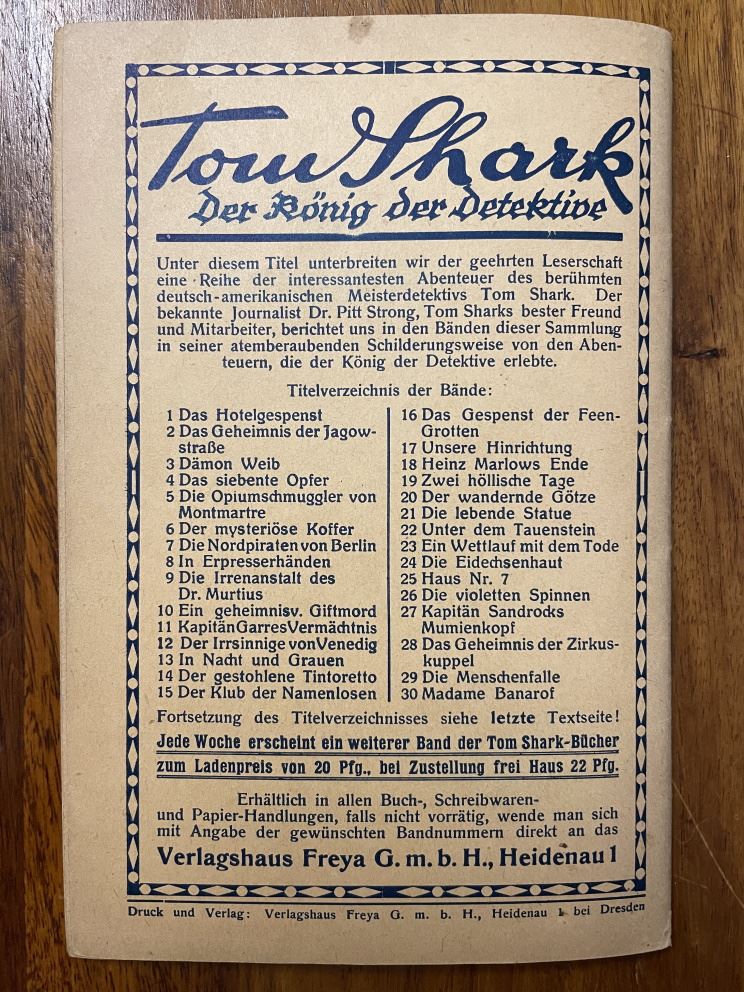 Tom Shark
Der König der Detektive
Unter diesem Titel unterbreiten wir der geehrten Leserschaft
eine Reihe der interessantesten Abenteuer des berühmten
deutsch-amerikanischen Meisterdetektivs Tom Shark. Der
bekannte Journalist Dr. Pitt Strong, Tom Sharks bester Freund
und Mitarbeiter, berichtet uns in den Bänden dieser Sammlung
in seiner atemberaubenden Schilderungsweise von den Aben-
teuern, die der König der Detektive erlebte.
Titelverzeichnis der Bände:
1 Das Hotelgespenst
2 Das Geheimnis der Jagow-
straße
3 Dämon Weib
4 Das siebente Opfer
5 Die Opiumschmuggler von
Montmartre
6 Der mysteriöse Koffer
7 Die Nordpiraten von Berlin
8 In Erpresserhänden
9 Die Irrenanstalt des
Dr. Murtius
10 Ein geheimnisv. Giftmord
11 Kapitän Garres Vermächtnis
12 Der Irrsinnige von Venedig
13 In Nacht und Grauen
14 Der gestohlene Tintoretto
15 Der Klub der Namenlosen
16 Das Gespenst der Feen-
Grotten
17 Unsere Hinrichtung
18 Heinz Marlows Ende
19 Zwei höllische Tage
20 Der wandernde Götze
21 Die lebende Statue
22 Unter dem Tauenstein
23 Ein Wettlauf mit dem Tode
24 Die Eidechsenhaut
25 Haus Nr. 7
26 Die violetten Spinnen
27 Kapitän Sandrocks
Mumienkopf
28 Das Geheimnis der Zirkus-
kuppel
29 Die Menschenfalle
30 Madame Banarof
Fortsetzung des Titelverzeichnisses siehe letzte Textseite!
Jede Woche erscheint ein weiterer Band der Tom Shark-Bücher
zum Ladenpreis von 20 Pfg., bei Zustellung frei Haus 22 Pfg.
Erhältlich in allen Buch-, Schreibwaren-
und Papier-Handlungen, falls nicht vorrätig, wende man sich
mit Angabe der gewünschten Bandnummern direkt an das
Verlagshaus Freya G. m. b. H., Heidenau 1
Druck und Verlag: Verlagshaus Freya G. m. b. H., Heidenau 1 bei Dresden